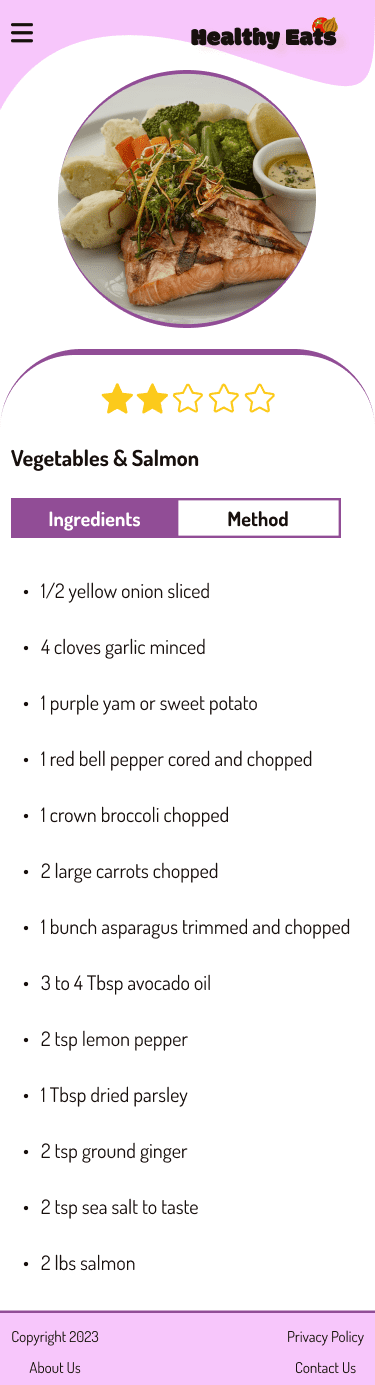 Healthy Eats
Vegetables & Salmon
Ingredients
Method
1/2 yellow onion sliced
4 cloves garlic minced
1 purple yam or sweet potato
1 red bell pepper cored and chopped
1 crown broccoli chopped
2 large carrots chopped
1 bunch asparagus trimmed and chopped
3 to 4 Tbsp avocado oil
2 tsp lemon pepper
1 Tbsp dried parsley
2 tsp ground ginger
2 tsp sea salt to taste
2 lbs salmon
Copyright 2023
Privacy Policy
About Us
Contact Us